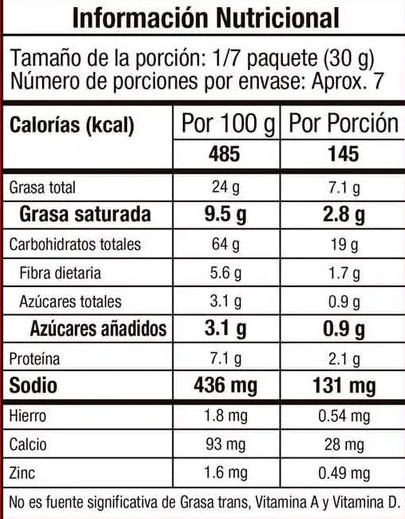 Información Nutricional
Tamaño de la porción: 1/7 paquete (30 g)
Número de porciones por envase: Aprox. 7
Calorías (kcal) Por 100 g Por Porción
485 145
Grasa total 24 g 7.1 g
Grasa saturada 9.5 g 2.8 g
Carbohidratos totales 64 g 19 g
Fibra dietaria 5.6 g 1.7 g
Azúcares totales 3.1 g 0.9 g
Azúcares añadidos 3.1 g 0.9 g
Proteína 7.1 g 2.1 g
Sodio 436 mg 131 mg
Hierro 1.8 mg 0.54 mg
Calcio 93 mg 28 mg
Zinc 1.6 mg 0.49 mg
No es fuente significativa de Grasa trans, Vitamina A y Vitamina D.